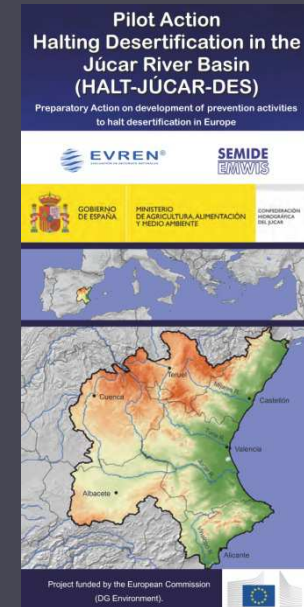 Pilot Action
Halting Desertification in the
Júcar River Basin
(HALT-JÚCAR-DES)
Preparatory Action on development of prevention activities
to halt desertification in Europe
EVREN®
SEMIDE
EMWIS
GOBIERNO
DE ESPAÑA
MINISTERIO
DE AGRICULTURA, ALIMENTACIÓN
Y MEDIO AMBIENTE
CONFEDERACIÓN
HIDROGRÁFICA
DEL JÚCAR
Teruel
Cuenca
Castellón
Valencia
Albacete
Alicante
Project funded by the European Commission
(DG Environment).